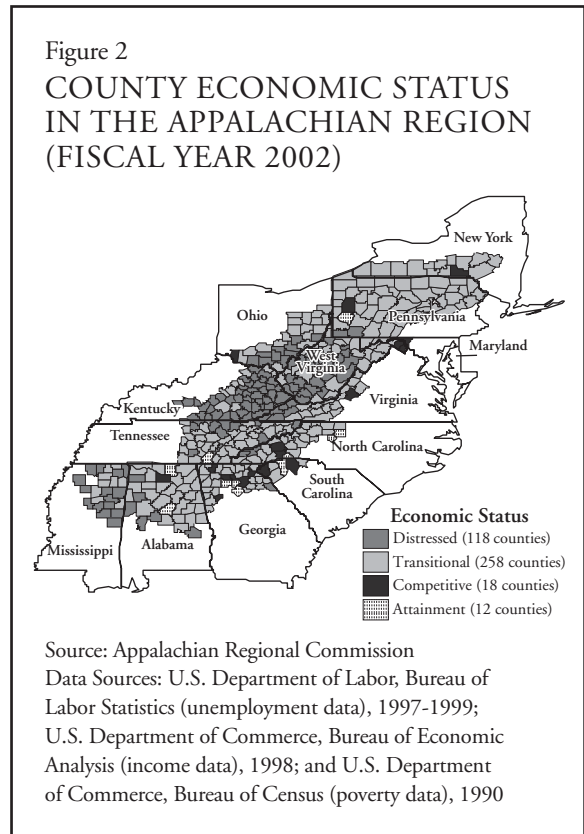 Figure 2
COUNTY ECONOMIC STATUS
IN THE APPALACHIAN REGION
(FISCAL YEAR 2002)
New York
Pennsylvania
Ohio
Maryland
West
Virginia
Virginia
Kentucky
Tennessee
North Carolina
South
Carolina
Mississippi
Alabama
Georgia
Economic Status
Distressed (118 counties)
Transitional (258 counties)
Competitive (18 counties)
Attainment (12 counties)
Source: Appalachian Regional Commission
Data Sources: U.S. Department of Labor, Bureau of
Labor Statistics (unemployment data), 1997-1999;
U.S. Department of Commerce, Bureau of Economic
Analysis (income data), 1998; and U.S. Department
of Commerce, Bureau of Census (poverty data), 1990